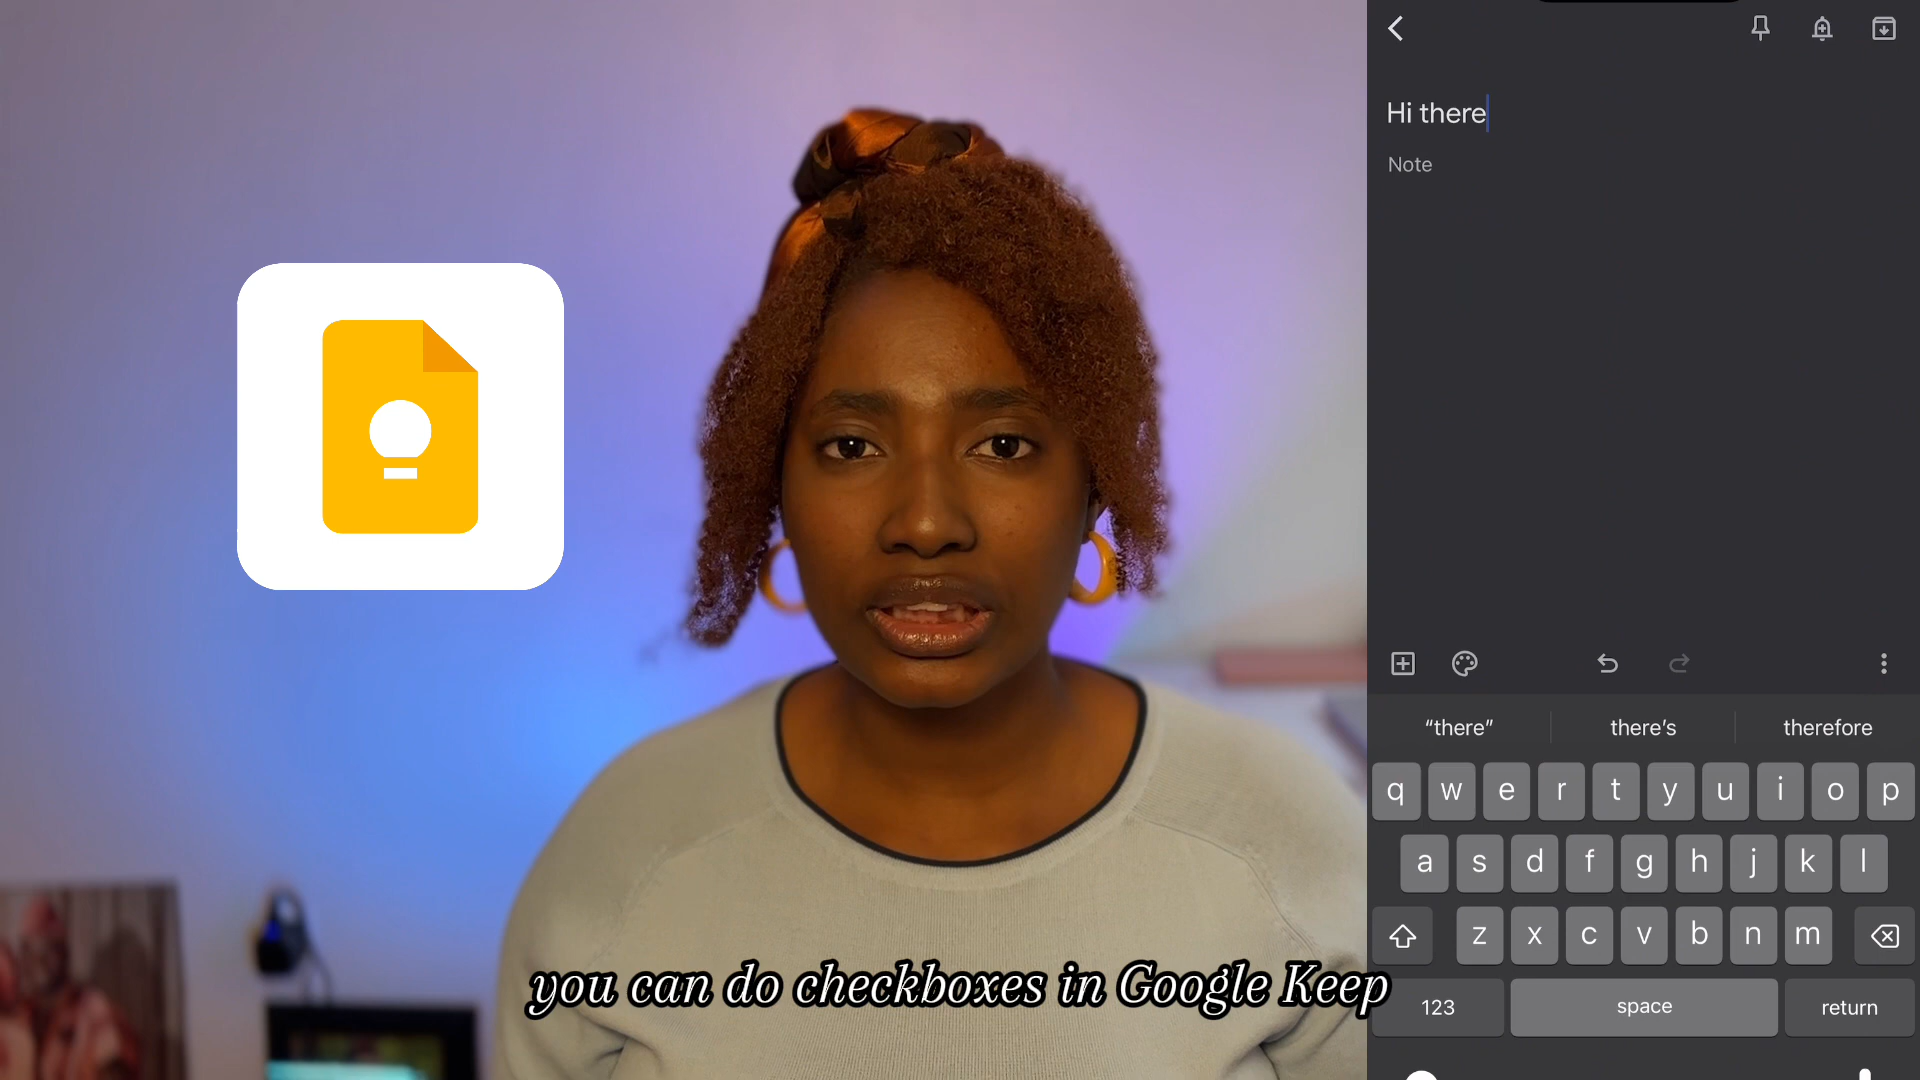 Hi there
Note
“there” there’s therefore
q w e r t y u i o p
a s d f g h j k l
z x c v b n m
123 space return
you can do checkboxes in Google Keep